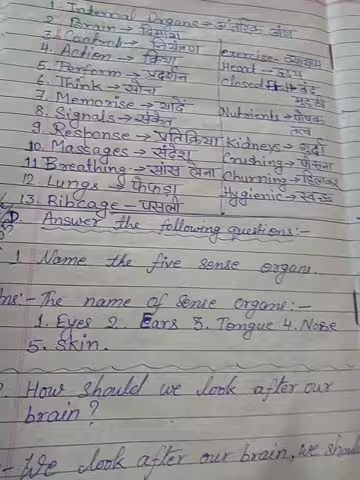 1. Internal Organs → आंतरिक अंग
2. Brain → दिमाग
3. Control → नियंत्रण
4. Action → क्रिया
5. Perform → प्रदर्शन
6. Think → सोच
7. Memorise → यादें
8. Signals → संकेत
9. Response → प्रतिक्रिया
10. Massages → संदेश
11 Breathing → सांस लेना
12 Lungs → फेफड़ा
13. Ribcage – पसली
exercise – व्यायाम
Heart – हृदय
closed
Nutrients → पोषक
तत्व
Kidneys → गुर्दा
Crushing →
Churning →
Hygienic → स्वच्छ
Answer the following questions:-
1 Name the five sense organs.
Ans:- The name of sense organs:-
1. Eyes 2. Ears 3. Tongue 4. Nose
5. skin.
2. How should we look after our
brain?
- We look after our brain, we should